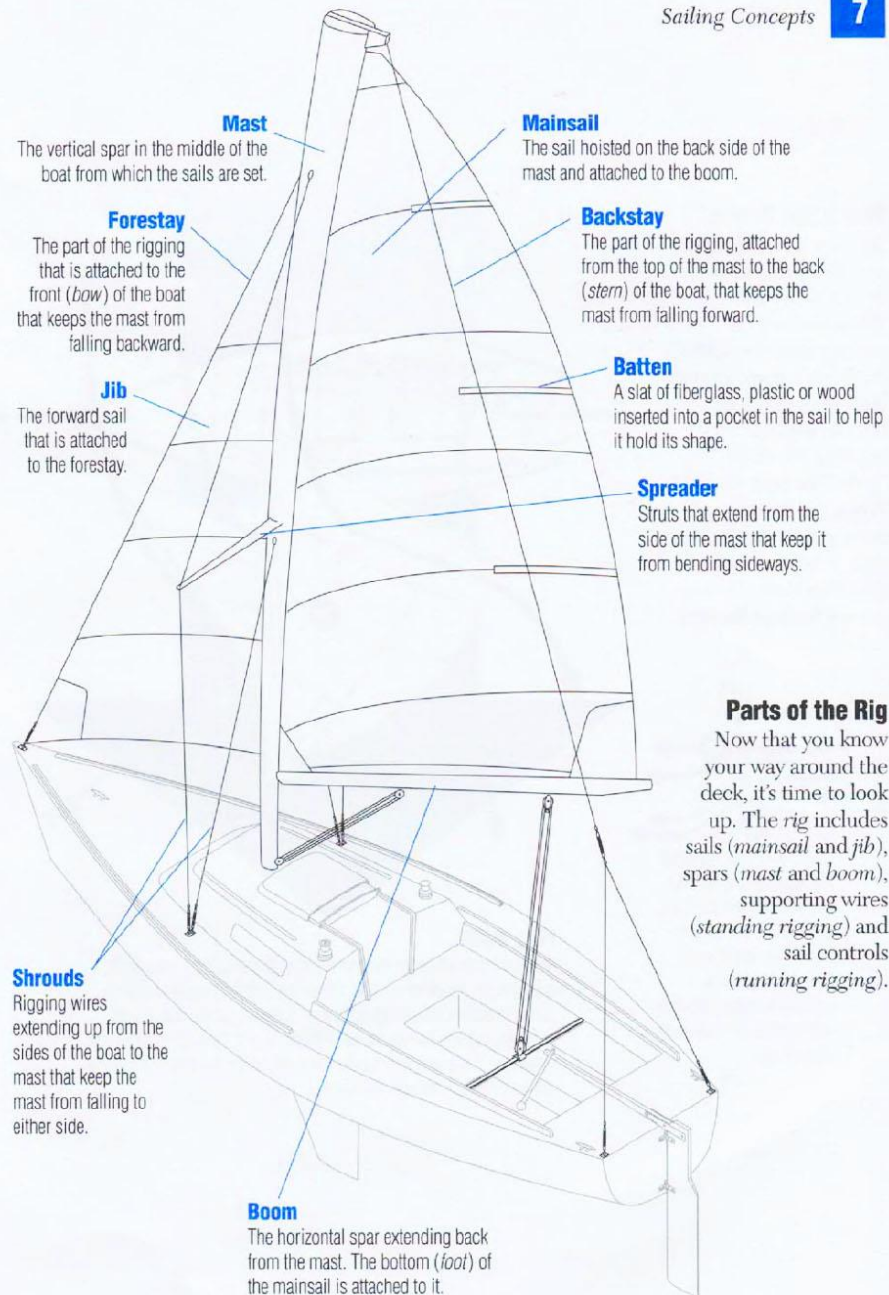 Sailing Concepts 7
Mast
The vertical spar in the middle of the
boat from which the sails are set.
Mainsail
The sail hoisted on the back side of the
mast and attached to the boom.
Forestay
The part of the rigging
that is attached to the
front (bow) of the boat
that keeps the mast from
falling backward.
Backstay
The part of the rigging, attached
from the top of the mast to the back
(stern) of the boat, that keeps the
mast from falling forward.
Jib
The forward sail
that is attached
to the forestay.
Batten
A slat of fiberglass, plastic or wood
inserted into a pocket in the sail to help
it hold its shape.
Spreader
Struts that extend from the
side of the mast that keep it
from bending sideways.
Parts of the Rig
Now that you know
your way around the
deck, it's time to look
up. The rig includes
sails (mainsail and jib),
spars (mast and boom),
supporting wires
(standing rigging) and
sail controls
(running rigging).
Shrouds
Rigging wires
extending up from the
sides of the boat to the
mast that keep the
mast from falling to
either side.
Boom
The horizontal spar extending back
from the mast. The bottom (foot) of
the mainsail is attached to it.